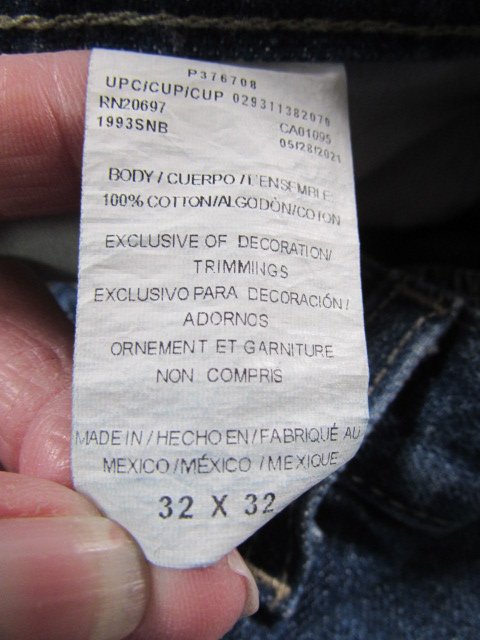 P376708
UPC/CUP/CUP 029311382070
RN20697
CA01095
1993SNB
05/28/2021
BODY / CUERPO / L'ENSEMBLE
100% COTTON/ALGODÓN/COTON
EXCLUSIVE OF DECORATION/
TRIMMINGS
EXCLUSIVO PARA DECORACIÓN/
ADORNOS
ORNEMENT ET GARNITURE
NON COMPRIS
MADE IN / HECHO EN / FABRIQUÉ AU
MEXICO / MÉXICO / MEXIQUE
32 X 32